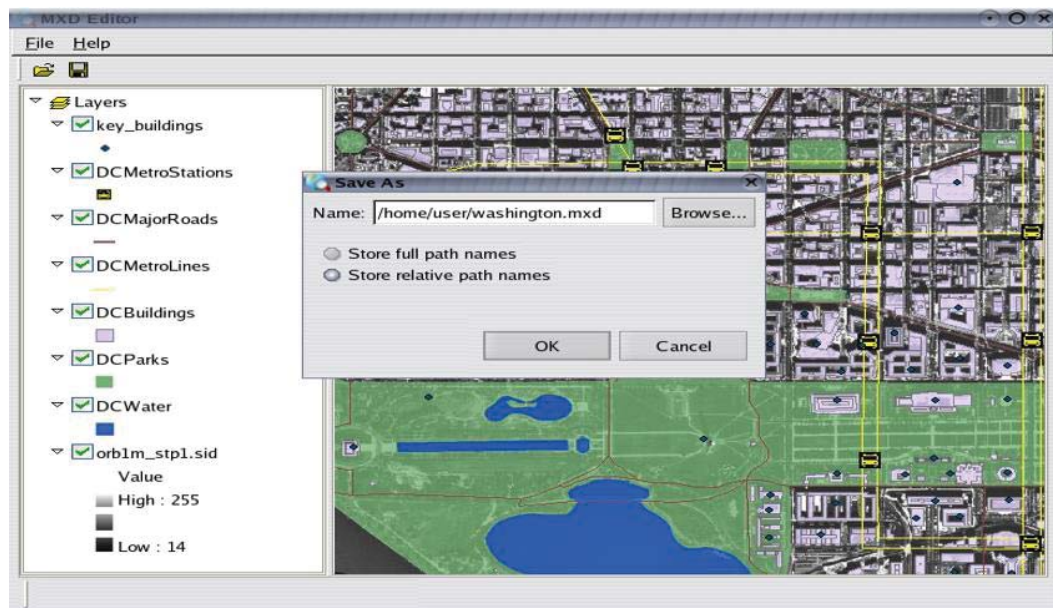 MXD Editor
File Help
Layers
key_buildings
DCMetroStations
DCMajorRoads
DCMetroLines
DCBuildings
DCParks
DCWater
orb1m_stp1.sid
Value
High : 255
Low : 14
Save As
Name: /home/user/washington.mxd Browse...
Store full path names
Store relative path names
OK Cancel